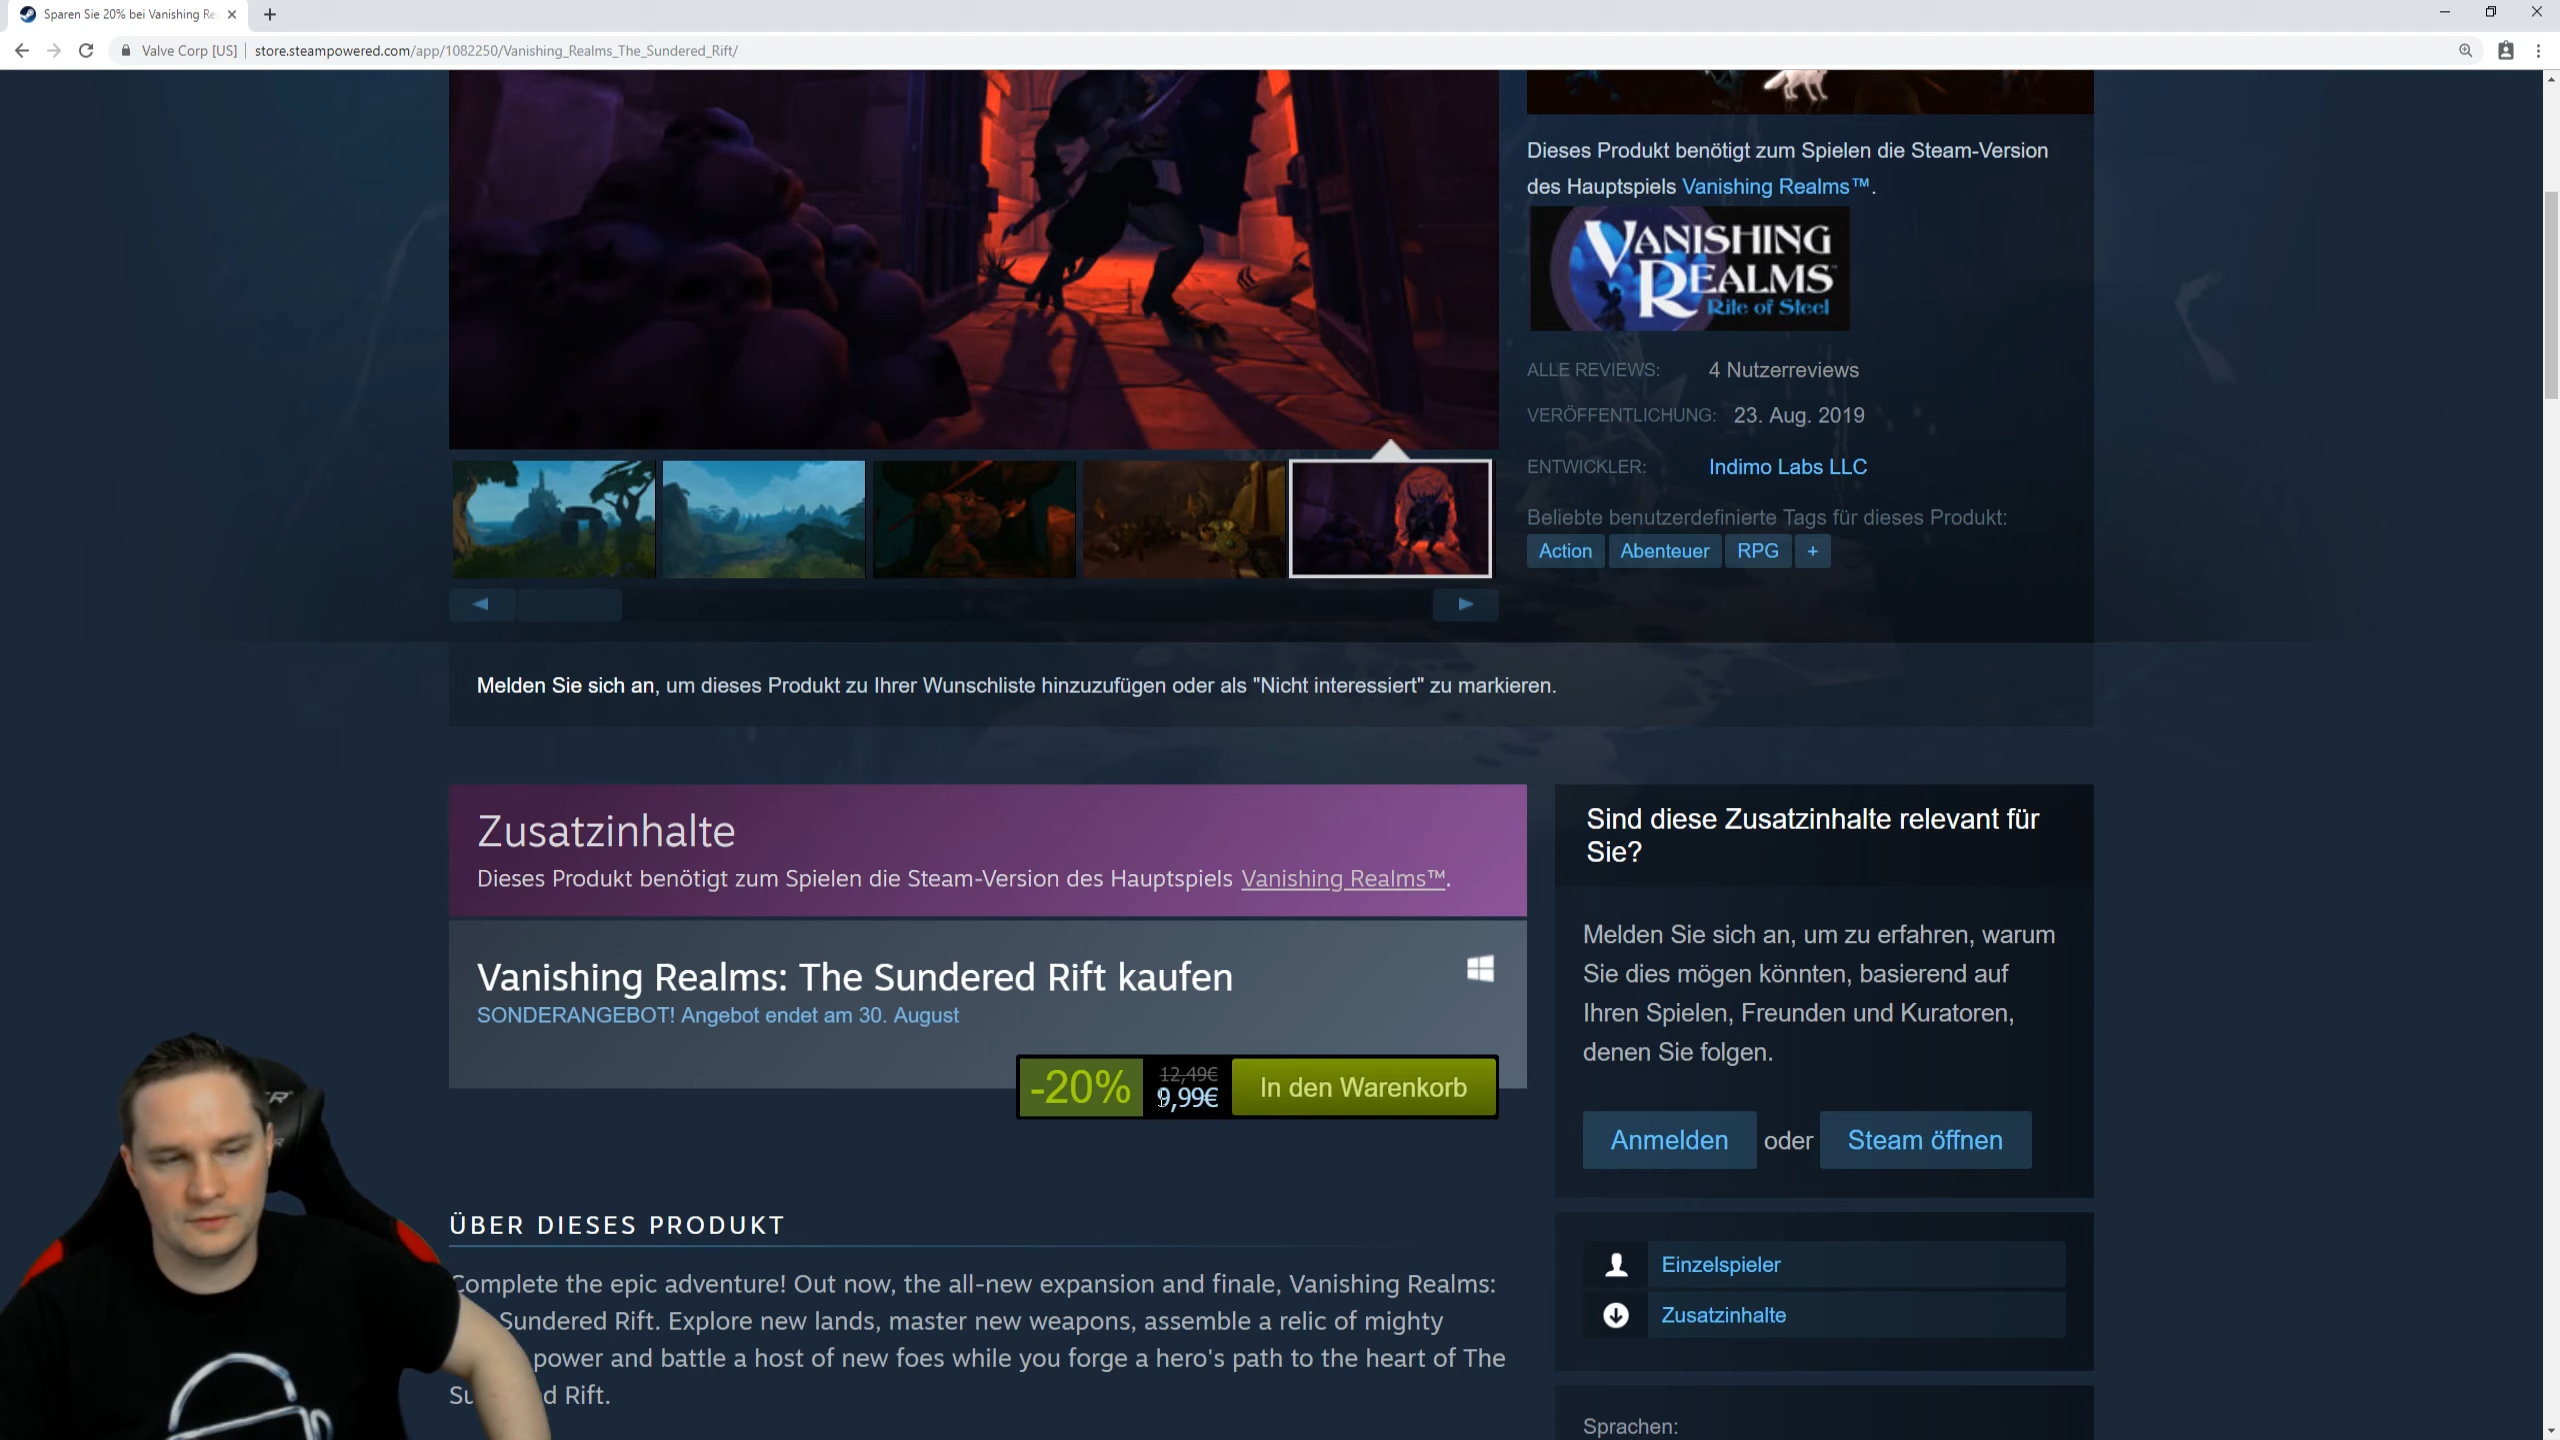 Sparen Sie 20% bei Vanishing Re
Valve Corp [US]
store.steampowered.com/app/1082250/Vanishing_Realms_The_Sundered_Rift/
Dieses Produkt benötigt zum Spielen die Steam-Version
des Hauptspiels Vanishing Realms™.
VANISHING
REALMS™
Rite of Steel
ALLE REVIEWS: 4 Nutzerreviews
VERÖFFENTLICHUNG: 23. Aug. 2019
ENTWICKLER: Indimo Labs LLC
Beliebte benutzerdefinierte Tags für dieses Produkt:
Action Abenteuer RPG +
Melden Sie sich an, um dieses Produkt zu Ihrer Wunschliste hinzuzufügen oder als "Nicht interessiert" zu markieren.
Zusatzinhalte
Dieses Produkt benötigt zum Spielen die Steam-Version des Hauptspiels Vanishing Realms™.
Vanishing Realms: The Sundered Rift kaufen
SONDERANGEBOT! Angebot endet am 30. August
-20%
12,49€
9,99€
In den Warenkorb
ÜBER DIESES PRODUKT
Complete the epic adventure! Out now, the all-new expansion and finale, Vanishing Realms:
Sundered Rift. Explore new lands, master new weapons, assemble a relic of mighty
power and battle a host of new foes while you forge a hero's path to the heart of The
Rift.
Sind diese Zusatzinhalte relevant für
Sie?
Melden Sie sich an, um zu erfahren, warum
Sie dies mögen könnten, basierend auf
Ihren Spielen, Freunden und Kuratoren,
denen Sie folgen.
Anmelden oder Steam öffnen
Einzelspieler
Zusatzinhalte
Sprachen: